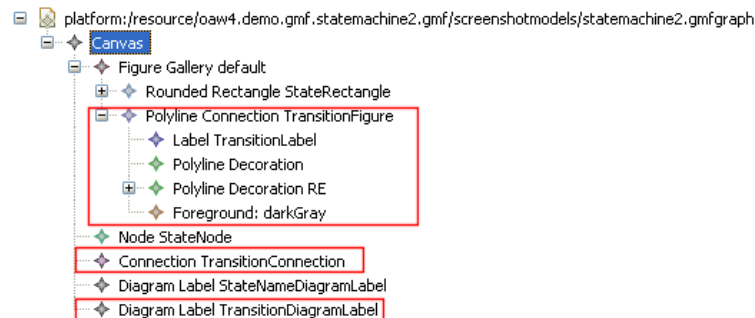 platform:/resource/oaw4.demo.gmf.statemachine2.gmf/screenshotmodels/statemachine2.gmfgraph
Canvas
Figure Gallery default
Rounded Rectangle StateRectangle
Polyline Connection TransitionFigure
Label TransitionLabel
Polyline Decoration
Polyline Decoration RE
Foreground: darkGray
Node StateNode
Connection TransitionConnection
Diagram Label StateNameDiagramLabel
Diagram Label TransitionDiagramLabel